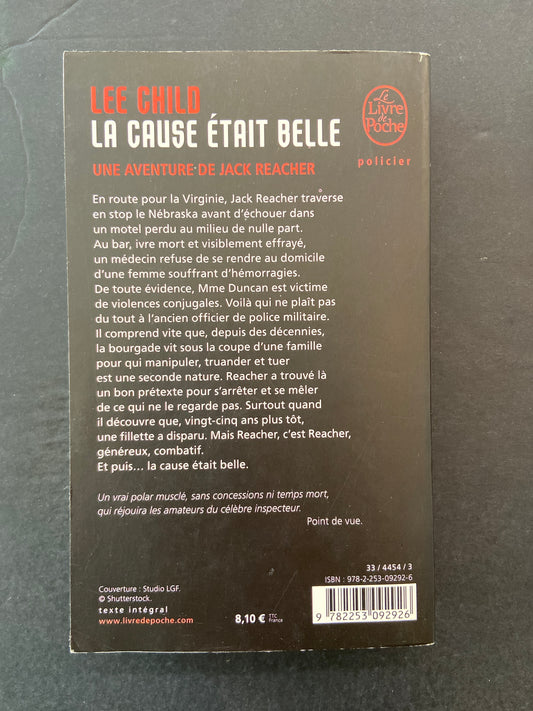 LEE CHILD
LA CAUSE ÉTAIT BELLE
UNE AVENTURE DE JACK REACHER
Le
Livre
de
Poche
policier
En route pour la Virginie, Jack Reacher traverse
en stop le Nébraska avant d'échouer dans
un motel perdu au milieu de nulle part.
Au bar, ivre mort et visiblement effrayé,
un médecin refuse de se rendre au domicile
d'une femme souffrant d'hémorragies.
De toute évidence, Mme Duncan est victime
de violences conjugales. Voilà qui ne plaît pas
du tout à l'ancien officier de police militaire.
Il comprend vite que, depuis des décennies,
la bourgade vit sous la coupe d'une famille
pour qui manipuler, truander et tuer
est une seconde nature. Reacher a trouvé là
un bon prétexte pour s'arrêter et se mêler
de ce qui ne le regarde pas. Surtout quand
il découvre que, vingt-cinq ans plus tôt,
une fillette a disparu. Mais Reacher, c'est Reacher,
généreux, combatif.
Et puis… la cause était belle.
Un vrai polar musclé, sans concessions ni temps mort,
qui réjouira les amateurs du célèbre inspecteur.
Point de vue.
33 / 4454 / 3
ISBN : 978-2-253-09292-6
Couverture : Studio LGF.
© Shutterstock.
texte intégral
www.livredepoche.com
8,10 € TTC
France
9 782253 092926